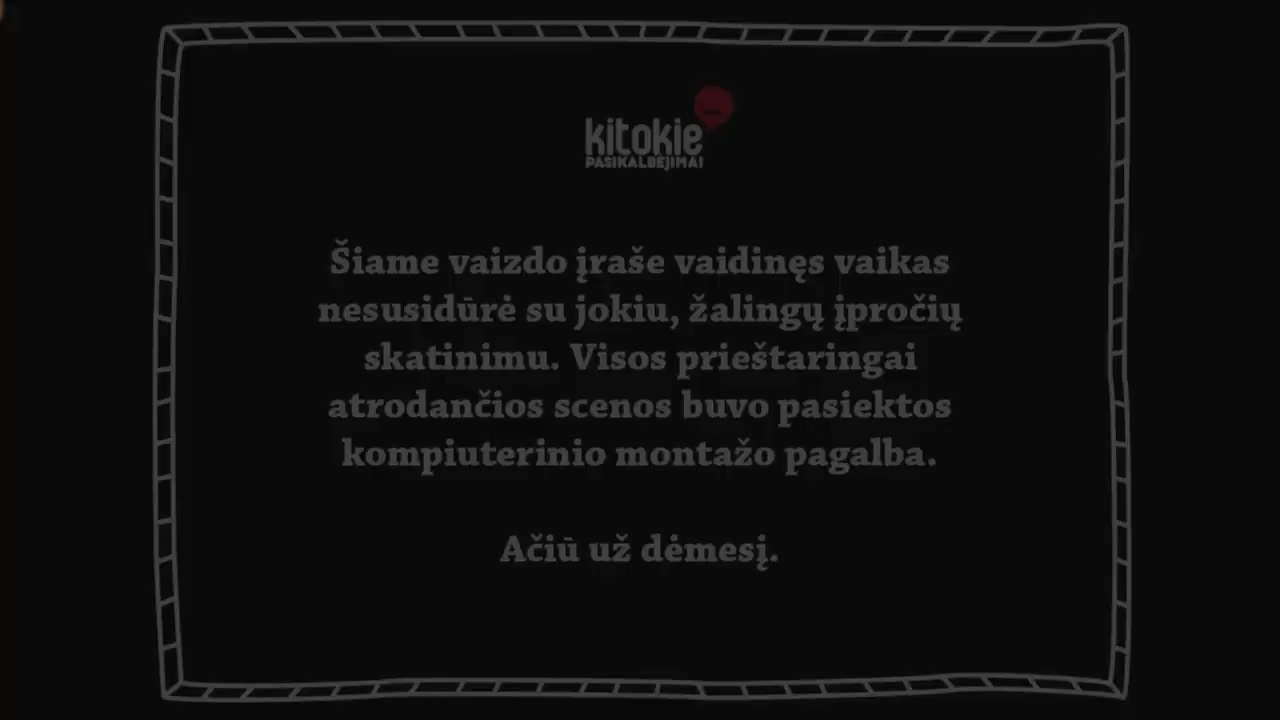 kitokie
PASIKALBĖJIMAI
Šiame vaizdo įraše vaidinęs vaikas
nesusidūrė su jokiu, žalingų įpročių
skatinimu. Visos prieštaringai
atrodančios scenos buvo pasiektos
kompiuterinio montažo pagalba.
Ačiū už dėmesį.